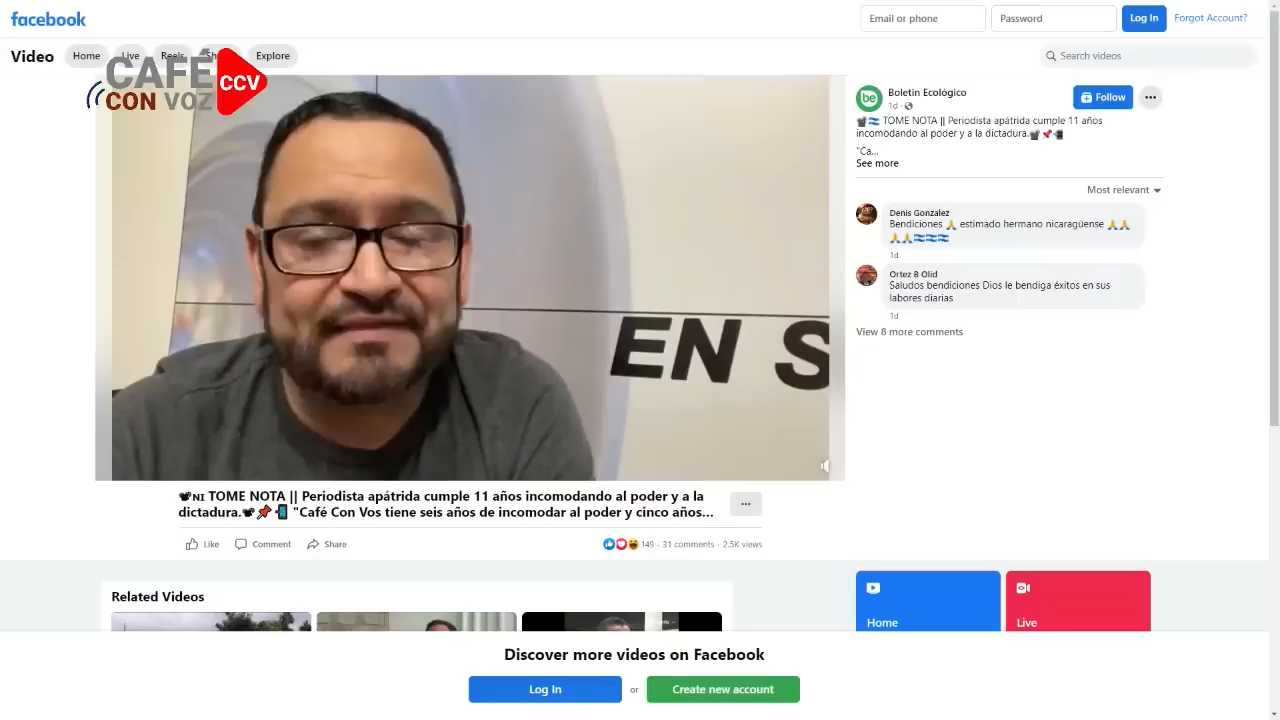 facebook
Email or phone
Password
Log In
Forgot Account?
Video
Home
Live
Reels
Explore
Search videos
CAFÉ
CON VOZ
CCV
EN S
Boletin Ecológico
Follow
1d
TOME NOTA || Periodista apátrida cumple 11 años
incomodando al poder y a la dictadura.
"Ca...
See more
Most relevant
Denis Gonzalez
Bendiciones 🙏 estimado hermano nicaragüense 🙏🙏
🙏🙏🇳🇮🇳🇮🇳🇮
1d
Ortez B Olid
Saludos bendiciones Dios le bendiga éxitos en sus
labores diarias
1d
View 8 more comments
NI TOME NOTA || Periodista apátrida cumple 11 años incomodando al poder y a la
dictadura. "Café Con Vos tiene seis años de incomodar al poder y cinco años...
Like
Comment
Share
149 · 31 comments · 2.5K views
Related Videos
Home
Live
Discover more videos on Facebook
Log In
or
Create new account